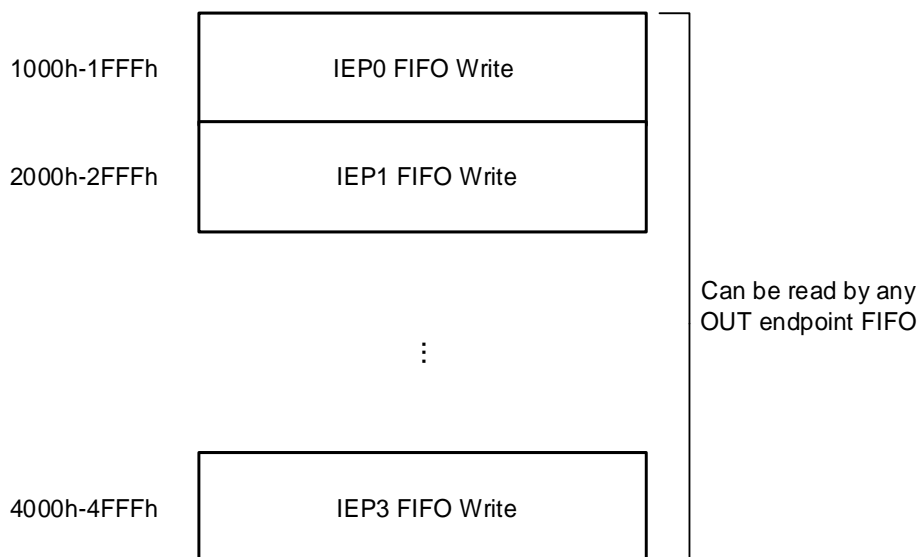 1000h-1FFFh IEP0 FIFO Write
2000h-2FFFh IEP1 FIFO Write
Can be read by any
OUT endpoint FIFO
⋮
4000h-4FFFh IEP3 FIFO Write